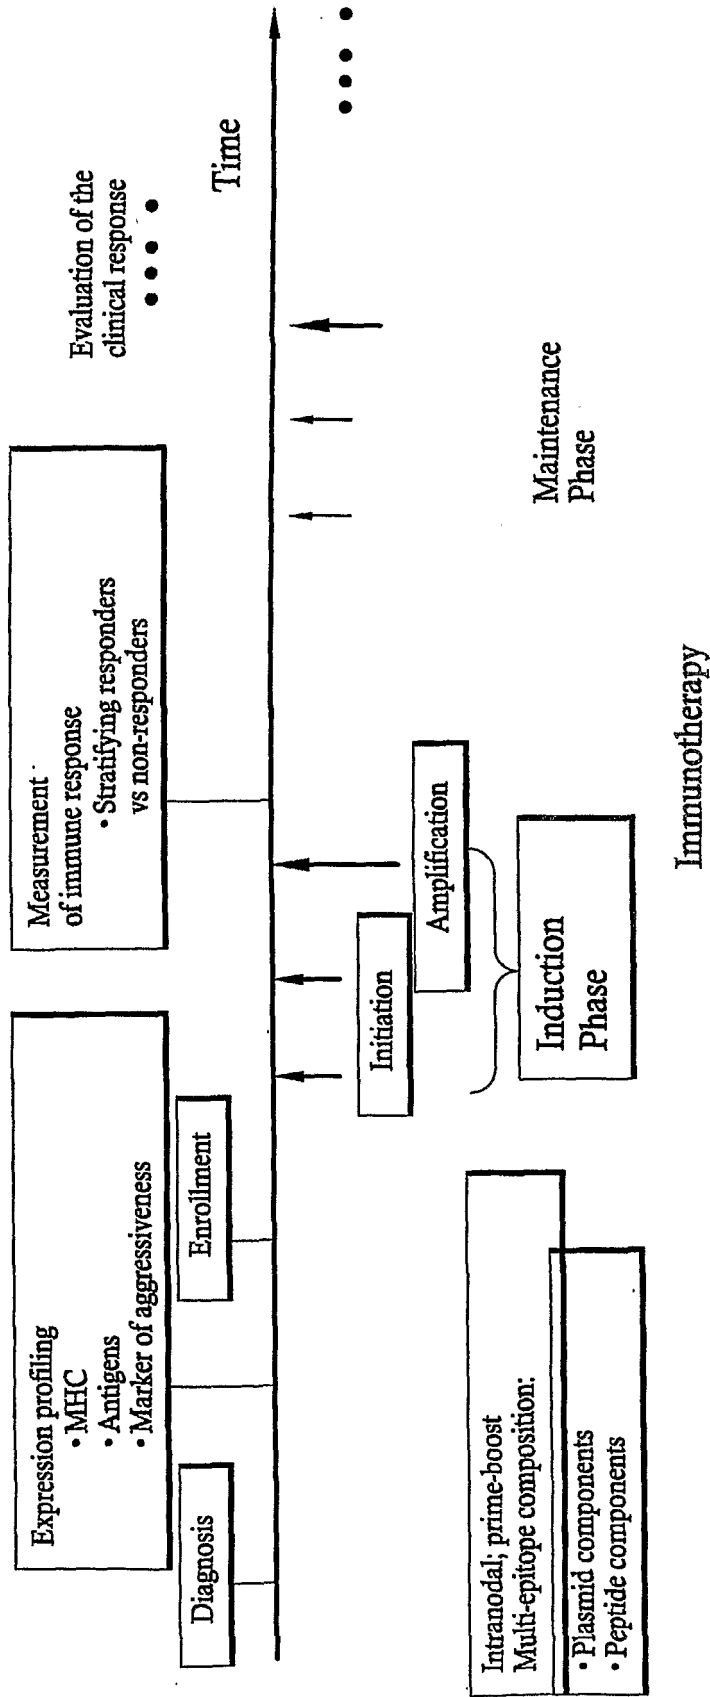 Expression profiling
• MHC
• Antigens
• Marker of aggressiveness
Measurement
of immune response
• Stratifying responders
vs non-responders
Evaluation of the
clinical response
Diagnosis
Enrollment
Time
Initiation
Amplification
Induction
Phase
Maintenance
Phase
Intranodal; prime-boost
Multi-epitope composition:
• Plasmid components
• Peptide components
Immunotherapy